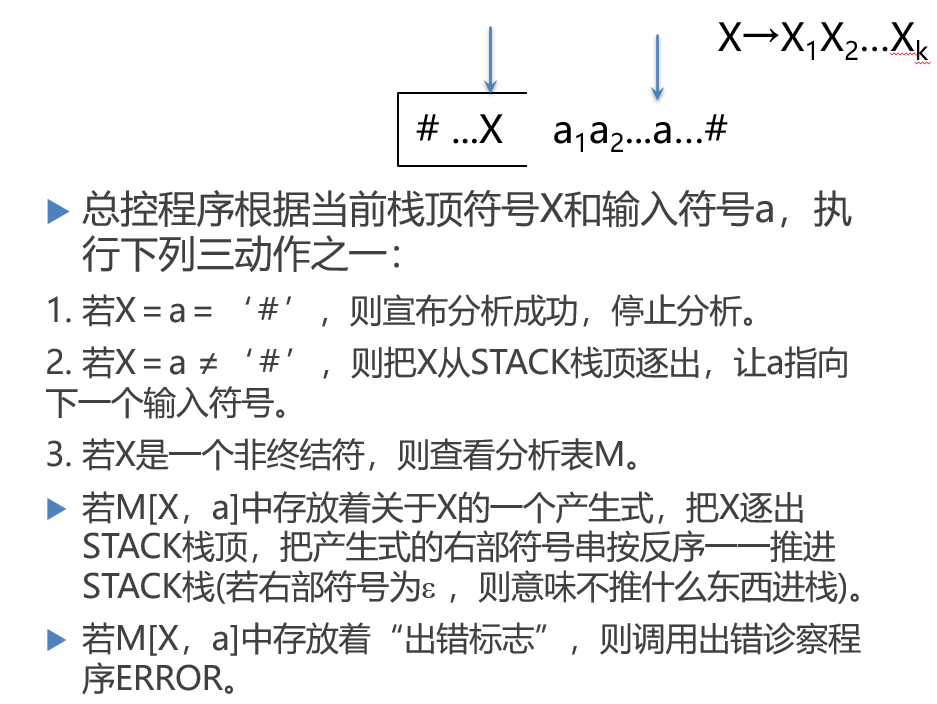 X→X₁X₂…Xₖ
# …X a₁a₂…a…#
总控程序根据当前栈顶符号X和输入符号a，执
行下列三动作之一：
1. 若X＝a＝‘＃’，则宣布分析成功，停止分析。
2. 若X＝a ≠‘＃’，则把X从STACK栈顶逐出，让a指向
下一个输入符号。
3. 若X是一个非终结符，则查看分析表M。
若M[X，a]中存放着关于X的一个产生式，把X逐出
STACK栈顶，把产生式的右部符号串按反序一一推进
STACK栈(若右部符号为ε，则意味不推什么东西进栈)。
若M[X，a]中存放着“出错标志”，则调用出错诊察程
序ERROR。